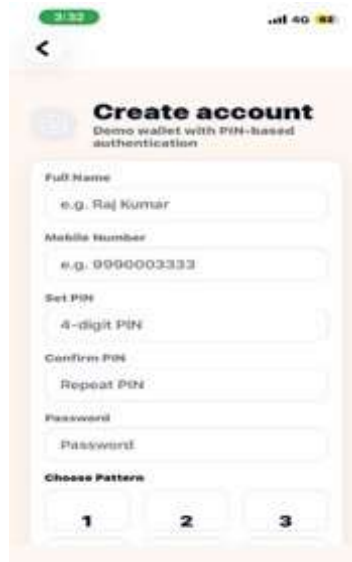 3:32
4G
Create account
Demo wallet with PIN-based
authentication
Full Name
e.g. Raj Kumar
Mobile Number
e.g. 9990003333
Set PIN
4-digit PIN
Confirm PIN
Repeat PIN
Password
Password
Choose Pattern
1 2 3